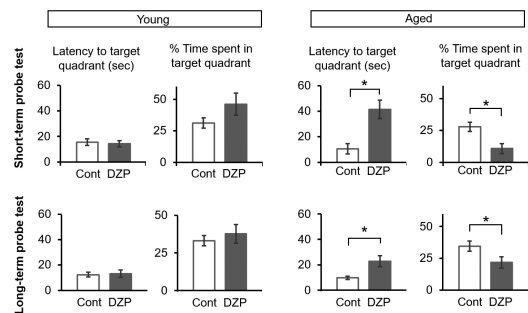 Young
Aged
Short-term probe test
Latency to target
quadrant (sec)
60
40
20
0
Cont DZP
% Time spent in
target quadrant
50
25
0
Cont DZP
Latency to target
quadrant (sec)
60
40
20
0
*
Cont DZP
% Time spent in
target quadrant
50
25
0
*
Cont DZP
Long-term probe test
60
40
20
0
Cont DZP
50
25
0
Cont DZP
60
40
20
0
*
Cont DZP
50
25
0
*
Cont DZP